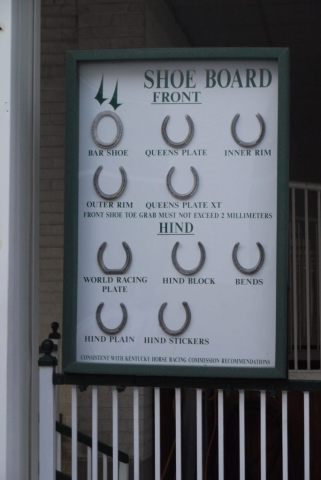 SHOE BOARD
FRONT
BAR SHOE QUEENS PLATE INNER RIM
OUTER RIM QUEENS PLATE XT
FRONT SHOE TOE GRAB MUST NOT EXCEED 2 MILLIMETERS
HIND
WORLD RACING PLATE HIND BLOCK BENDS
HIND PLAIN HIND STICKERS
CONSISTENT WITH KENTUCKY HORSE RACING COMMISSION RECOMMENDATIONS